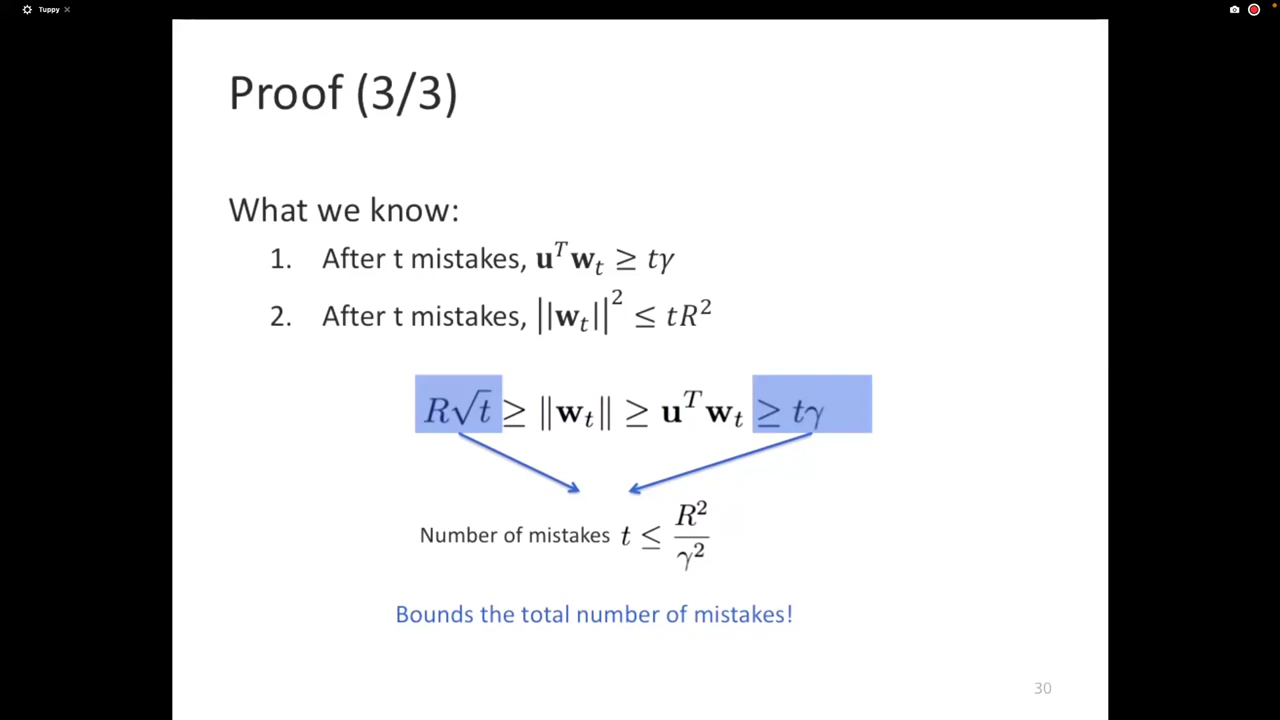 Tuppy
Proof (3/3)
What we know:
1. After t mistakes, 𝐮ᵀ𝐰ₜ ≥ tγ
2. After t mistakes, ||𝐰ₜ||² ≤ tR²
R√t ≥ ‖𝐰ₜ‖ ≥ 𝐮ᵀ𝐰ₜ ≥ tγ
Number of mistakes t ≤ R²/γ²
Bounds the total number of mistakes!
30